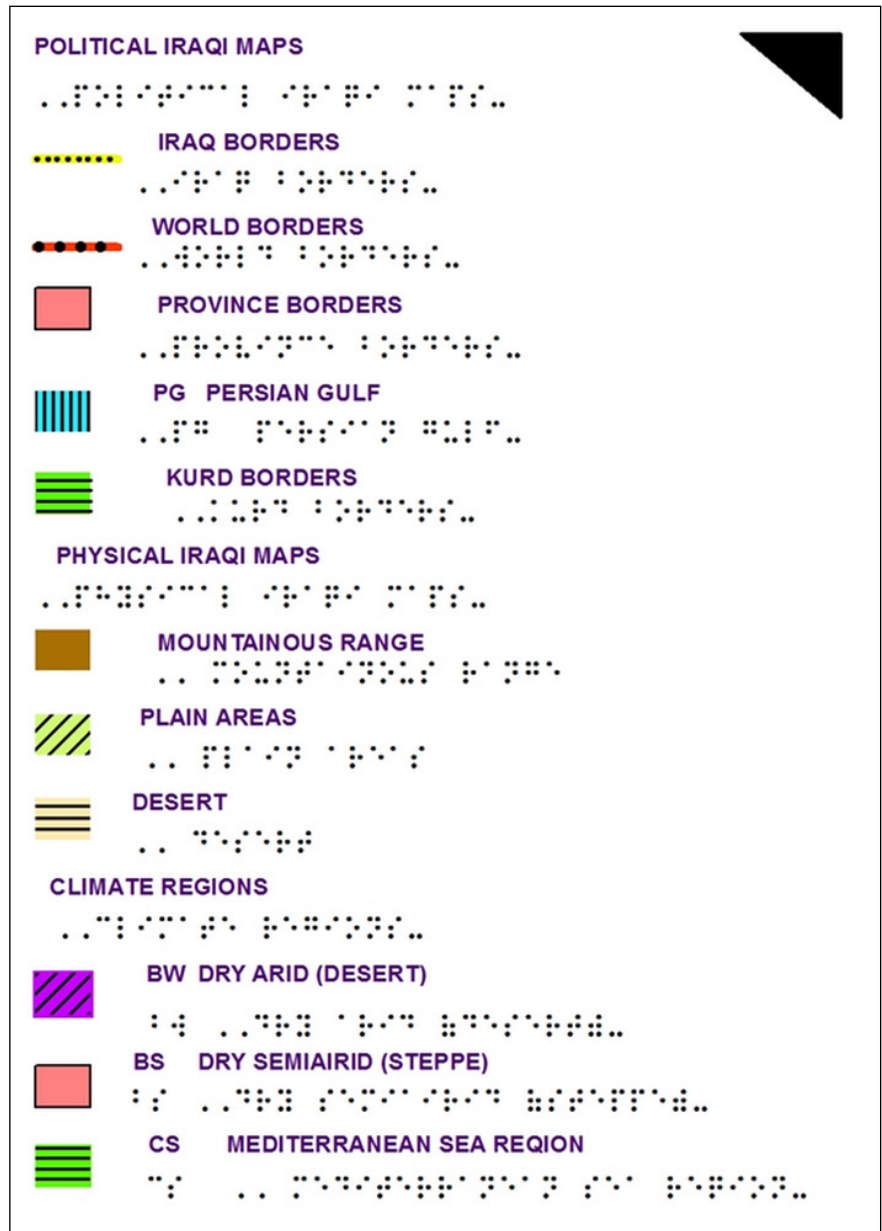 POLITICAL IRAQI MAPS
⠠⠠⠏⠕⠇⠊⠞⠊⠉⠁⠇ ⠊⠗⠁⠟⠊ ⠍⠁⠏⠎⠤
IRAQ BORDERS
⠠⠠⠊⠗⠁⠟ ⠃⠕⠗⠙⠑⠗⠎⠤
WORLD BORDERS
⠠⠠⠺⠕⠗⠇⠙ ⠃⠕⠗⠙⠑⠗⠎⠤
PROVINCE BORDERS
⠠⠠⠏⠗⠕⠧⠊⠝⠉⠑ ⠃⠕⠗⠙⠑⠗⠎⠤
PG PERSIAN GULF
⠠⠠⠏⠛ ⠏⠑⠗⠎⠊⠁⠝ ⠛⠥⠇⠋⠤
KURD BORDERS
⠠⠠⠅⠥⠗⠙ ⠃⠕⠗⠙⠑⠗⠎⠤
PHYSICAL IRAQI MAPS
⠠⠠⠏⠓⠽⠎⠊⠉⠁⠇ ⠊⠗⠁⠟⠊ ⠍⠁⠏⠎⠤
MOUNTAINOUS RANGE
⠠⠠ ⠍⠕⠥⠝⠞⠁⠊⠝⠕⠥⠎ ⠗⠁⠝⠛⠑
PLAIN AREAS
⠠⠠ ⠏⠇⠁⠊⠝ ⠁⠗⠑⠁⠎
DESERT
⠠⠠ ⠙⠑⠎⠑⠗⠞
CLIMATE REGIONS
⠠⠠⠉⠇⠊⠍⠁⠞⠑ ⠗⠑⠛⠊⠕⠝⠎⠤
BW DRY ARID (DESERT)
⠃⠺ ⠠⠠⠙⠗⠽ ⠁⠗⠊⠙ ⠷⠙⠑⠎⠑⠗⠞⠾⠤
BS DRY SEMIAIRID (STEPPE)
⠃⠎ ⠠⠠⠙⠗⠽ ⠎⠑⠍⠊⠁⠊⠗⠊⠙ ⠷⠎⠞⠑⠏⠏⠑⠾⠤
CS MEDITERRANEAN SEA REQION
⠉⠎ ⠠⠠ ⠍⠑⠙⠊⠞⠑⠗⠗⠁⠝⠑⠁⠝ ⠎⠑⠁ ⠗⠑⠟⠊⠕⠝⠤